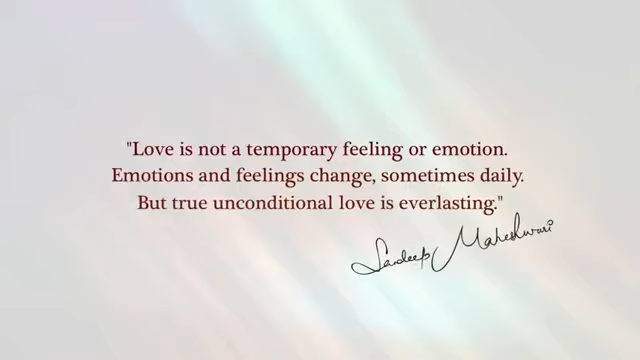 "Love is not a temporary feeling or emotion.
Emotions and feelings change, sometimes daily.
But true unconditional love is everlasting."
Sandeep Maheshwari